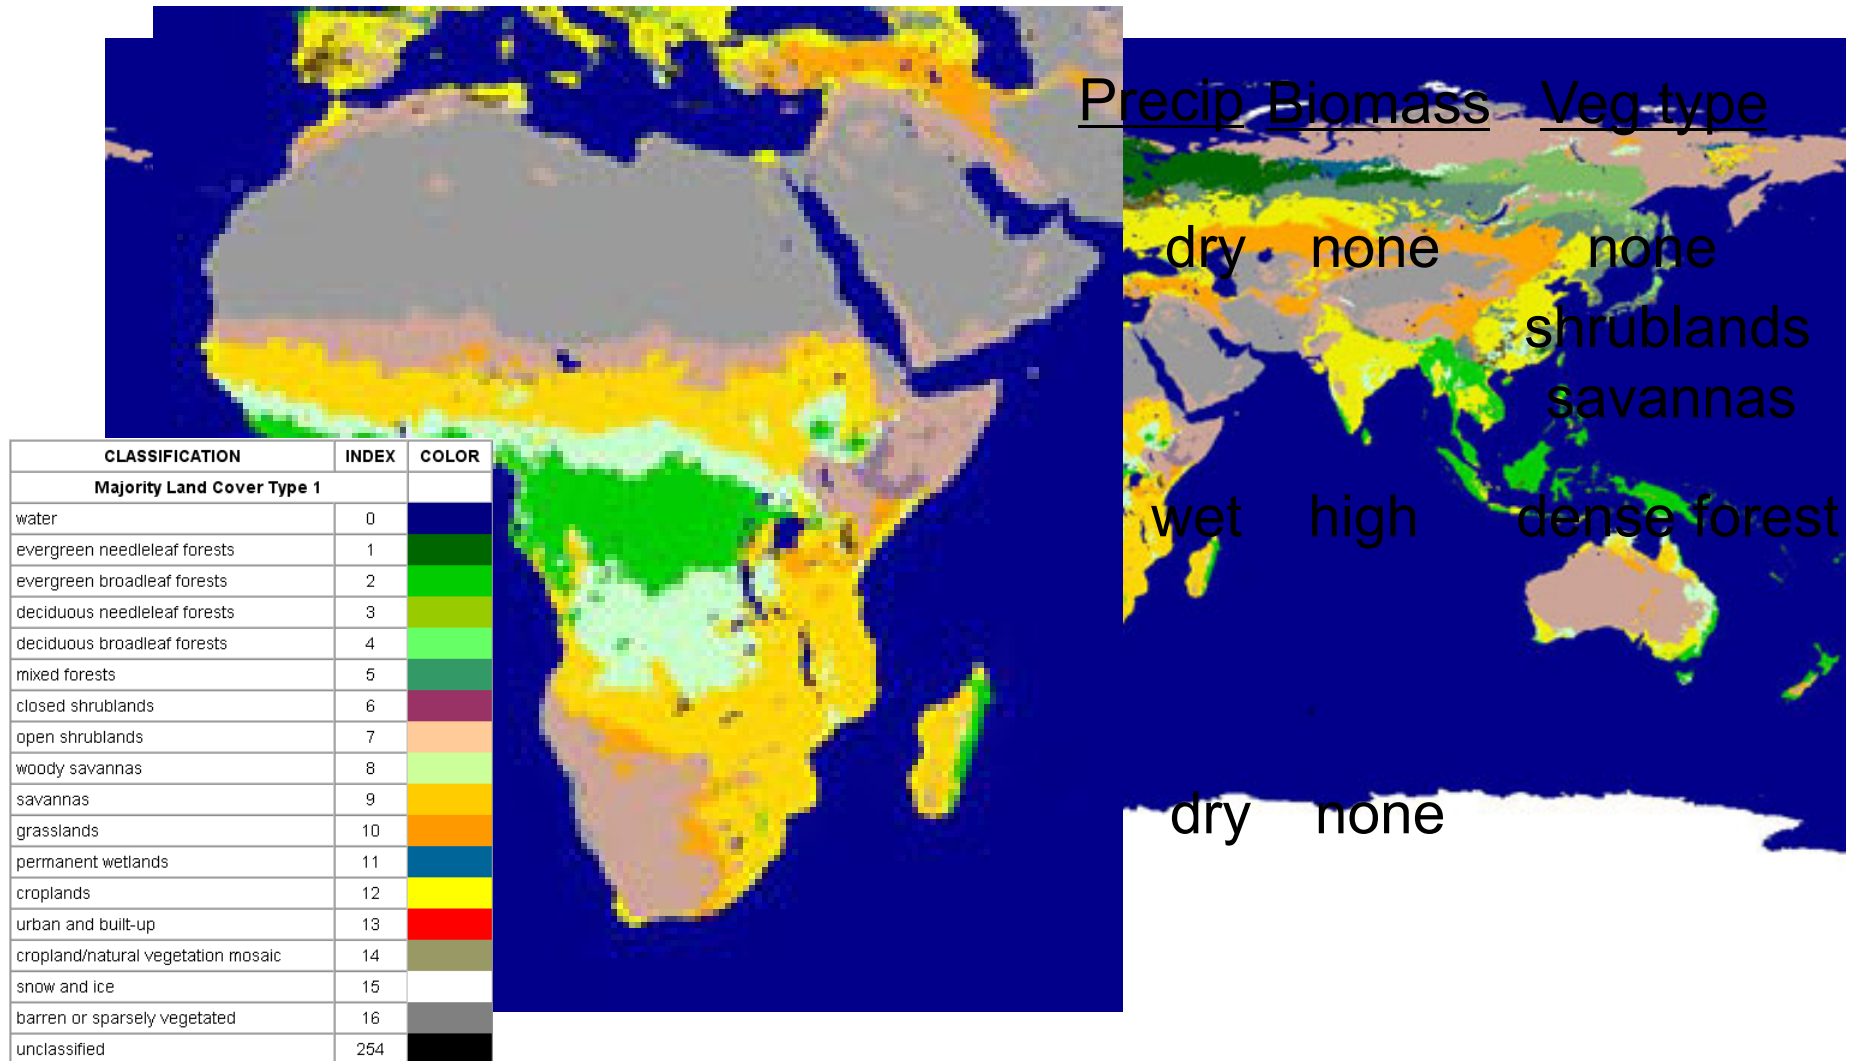 Precip Biomass Veg type
dry none none
shrublands
savannas
wet high dense forest
dry none
CLASSIFICATION INDEX COLOR
Majority Land Cover Type 1
water 0
evergreen needleleaf forests 1
evergreen broadleaf forests 2
deciduous needleleaf forests 3
deciduous broadleaf forests 4
mixed forests 5
closed shrublands 6
open shrublands 7
woody savannas 8
savannas 9
grasslands 10
permanent wetlands 11
croplands 12
urban and built-up 13
cropland/natural vegetation mosaic 14
snow and ice 15
barren or sparsely vegetated 16
unclassified 254